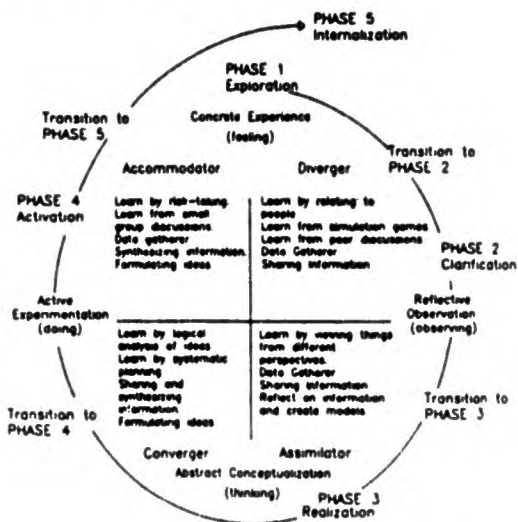 PHASE 5
Internalization
PHASE 1
Exploration
Concrete Experience
(feeling)
Transition to
PHASE 5
Transition to
PHASE 2
Accommodator
Diverger
PHASE 4
Activation
Learn by risk-taking.
Learn from small
group discussions
Data gatherer
Synthesizing information.
Formulating ideas
Learn by relating to
people
Learn from simulation games
Learn from peer discussions
Data Gatherer
Sharing Information
PHASE 2
Clarification
Active
Experimentation
(doing)
Reflective
Observation
(observing)
Learn by logical
analysis of ideas
Learn by systematic
planning
Sharing and
synthesizing
information
Formulating ideas
Learn by viewing things
from different
perspectives.
Data Gatherer
Sharing Information
Reflect on information
and create models
Transition to
PHASE 4
Transition to
PHASE 3
Converger
Assimilator
Abstract Conceptualization
(thinking)
PHASE 3
Realization